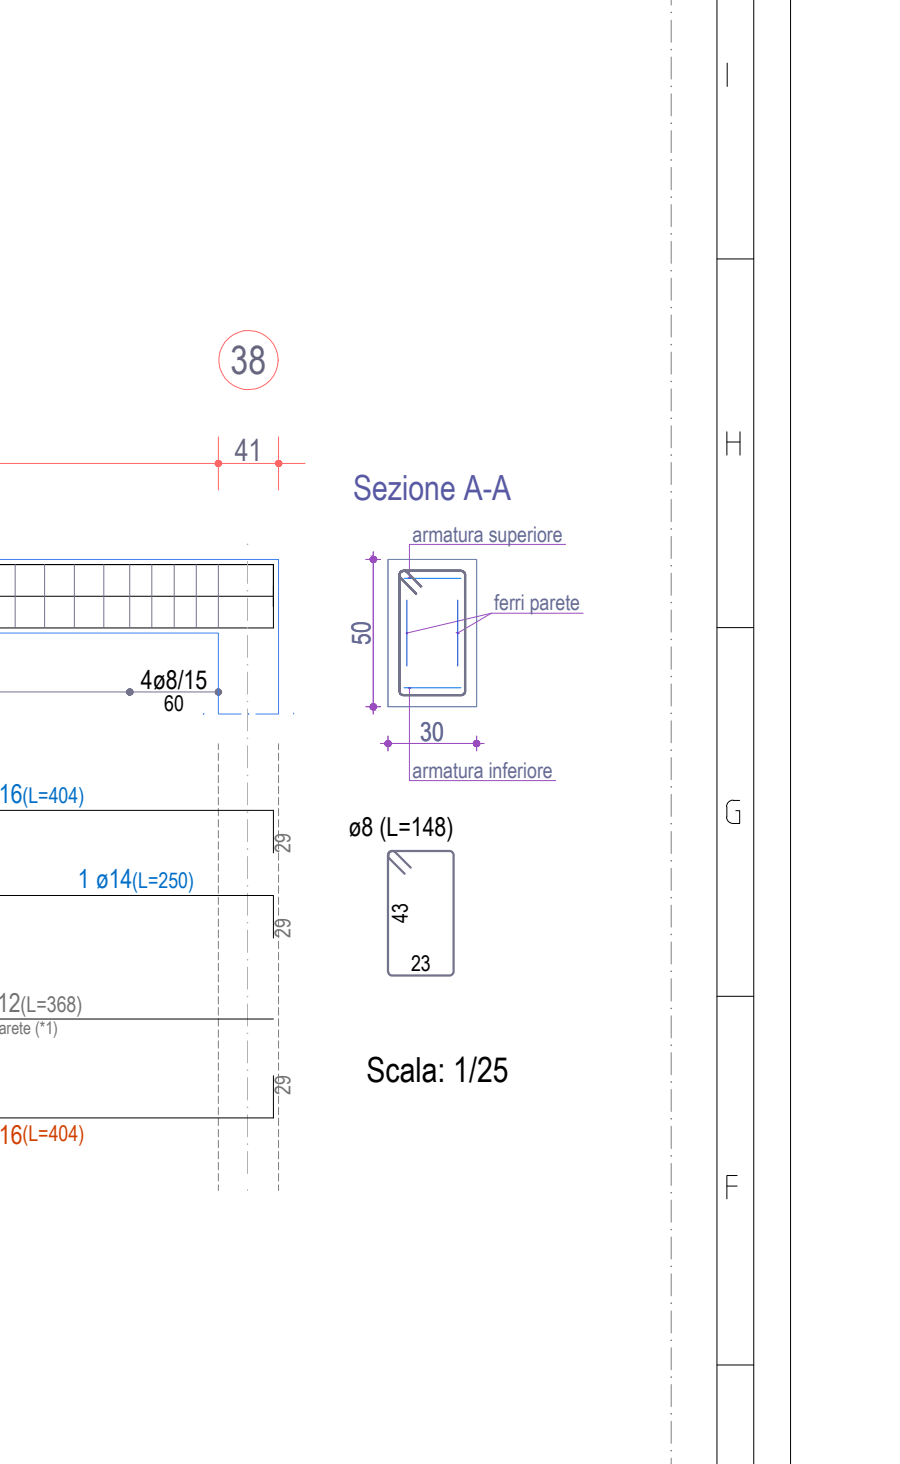 I
H
G
F
38
41
Sezione A-A
armatura superiore
ferri parete
50
30
armatura inferiore
4ø8/15
60
16(L=404)
29
ø8 (L=148)
43
23
1 ø14(L=250)
29
12(L=368)
arete (*1)
29
16(L=404)
Scala: 1/25